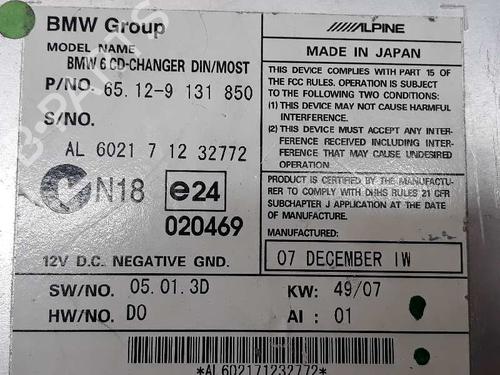 BMW Group
MODEL NAME
BMW 6 CD-CHANGER DIN/MOST
P/NO. 65.12-9 131 850
S/NO.
AL 6021 7 12 32772
N18
e24
020469
12V D.C. NEGATIVE GND.
SW/NO. 05.01.3D
HW/NO. D0
ALPINE
MADE IN JAPAN
THIS DEVICE COMPLIES WITH PART 15 OF
THE FCC RULES. OPERATION IS SUBJECT
TO THE FOLLOWING TWO CONDITIONS:
(1) THIS DEVICE MAY NOT CAUSE HARMFUL
INTERFERENCE.
(2) THIS DEVICE MUST ACCEPT ANY INTER-
FERENCE RECEIVED INCLUDING INTER-
FERENCE THAT MAY CAUSE UNDESIRED
OPERATION.
PRODUCT IS CERTIFIED BY THE MANUFACTU-
RER TO COMPLY WITH DHHS RULES 21 CFR
SUBCHAPTER J APPLICABLE AT DATE OF
MANUFACTURE.
MANUFACTURED:
07 DECEMBER IW
KW: 49/07
AI : 01
*AL602171232772*
B-PARTS